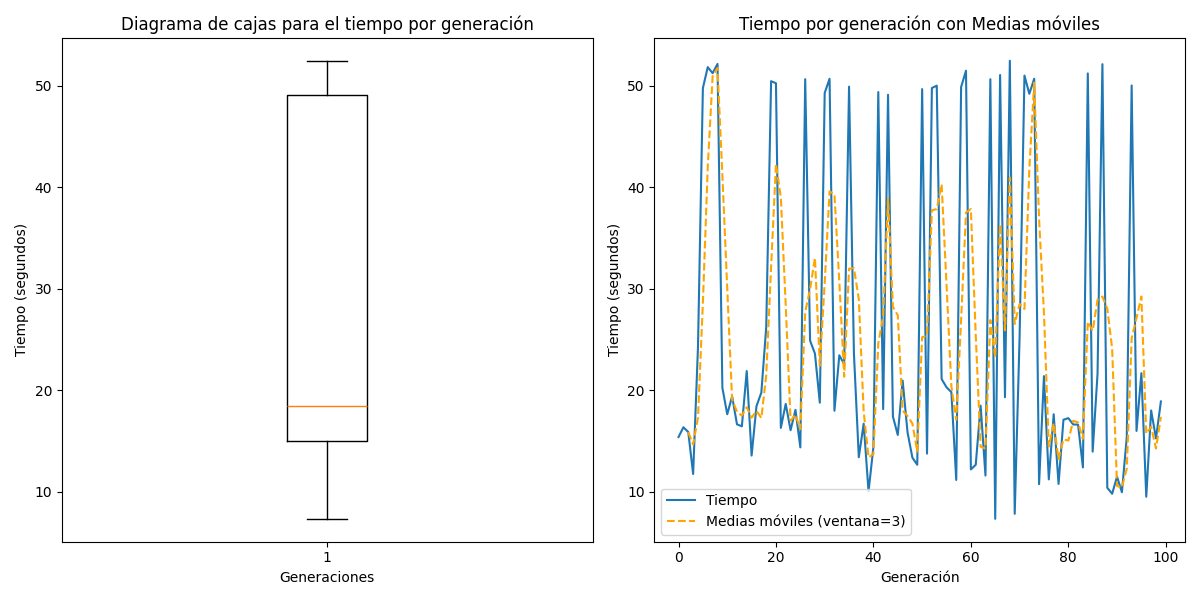 Diagrama de cajas para el tiempo por generación
Tiempo (segundos)
50
40
30
20
10
1
Generaciones
Tiempo por generación con Medias móviles
Tiempo (segundos)
50
40
30
20
10
Tiempo
Medias móviles (ventana=3)
0 20 40 60 80 100
Generación